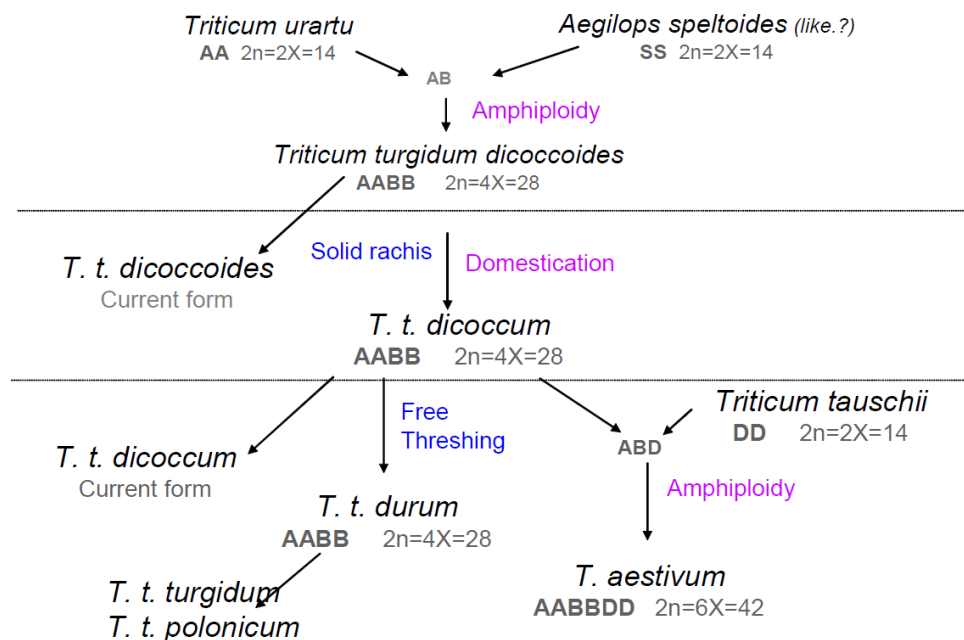 Triticum urartu
AA 2n=2X=14
Aegilops speltoides (like.?)
SS 2n=2X=14
AB
Amphiploidy
Triticum turgidum dicoccoides
AABB 2n=4X=28
T. t. dicoccoides
Current form
Solid rachis
Domestication
T. t. dicoccum
AABB 2n=4X=28
T. t. dicoccum
Current form
Free
Threshing
Triticum tauschii
DD 2n=2X=14
ABD
Amphiploidy
T. t. durum
AABB 2n=4X=28
T. t. turgidum
T. t. polonicum
T. aestivum
AABBDD 2n=6X=42